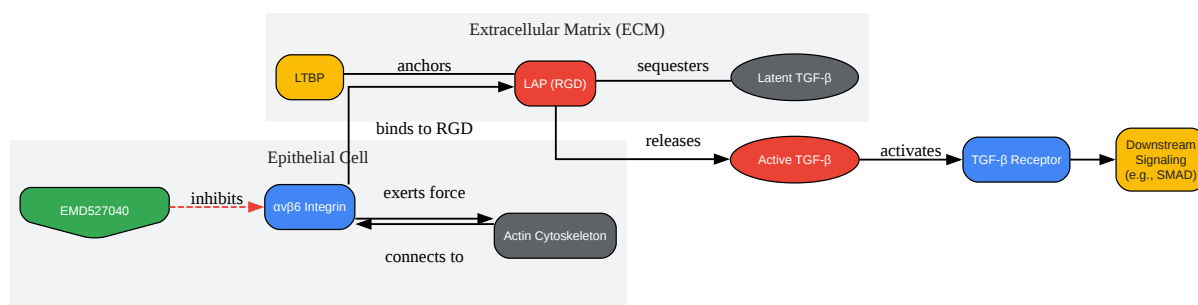 Extracellular Matrix (ECM)
LTBP
anchors
LAP (RGD)
sequesters
Latent TGF-β
binds to RGD
releases
Active TGF-β
activates
TGF-β Receptor
Downstream
Signaling
(e.g., SMAD)
Epithelial Cell
EMD527040
inhibits
αvβ6 Integrin
exerts force
Actin Cytoskeleton
connects to